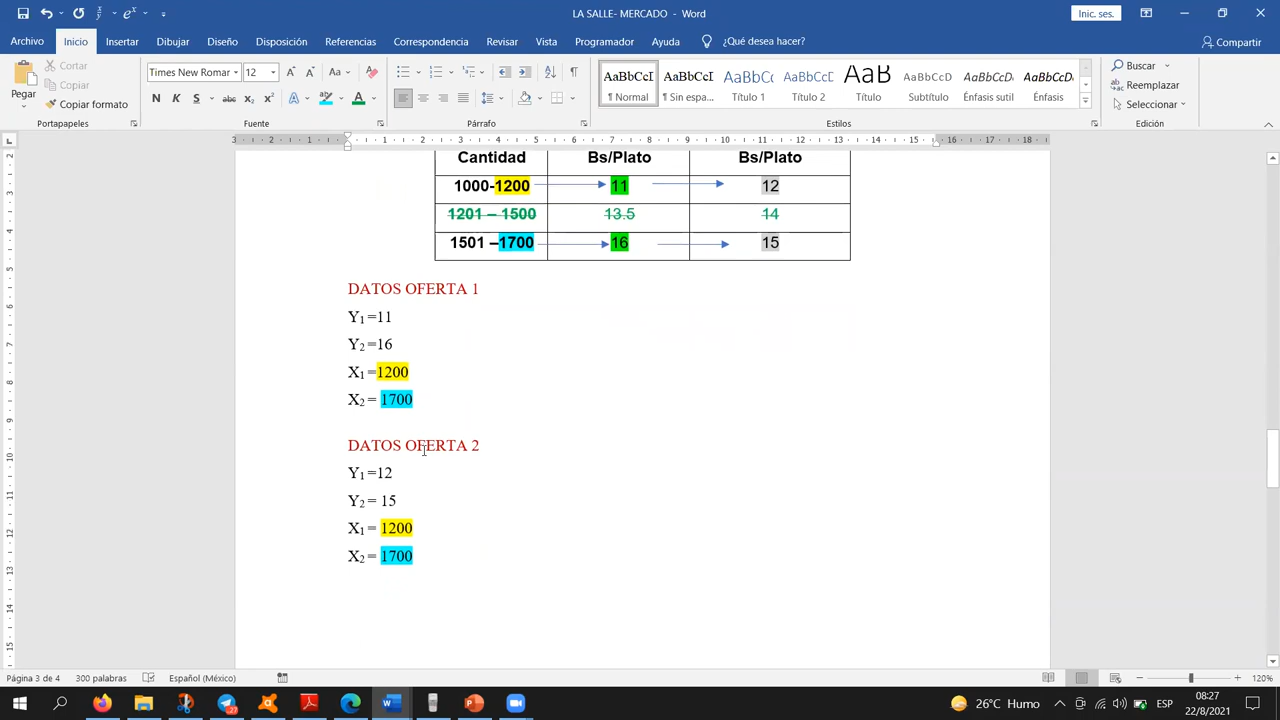 LA SALLE- MERCADO - Word
Inic. ses.
Archivo Inicio Insertar Dibujar Diseño Disposición Referencias Correspondencia Revisar Vista Programador Ayuda ¿Qué desea hacer? Compartir
Pegar
Cortar
Copiar
Copiar formato
Portapapeles
Times New Romar 12
Fuente
Párrafo
AaBbCcI AaBbCcI AaBbCc AaBbCcI AaB AaBbCcD AaBbCcD AaBbCcD
¶ Normal ¶ Sin espa... Título 1 Título 2 Título Subtítulo Énfasis sutil Énfasis
Estilos
Buscar
Reemplazar
Seleccionar
Edición
Cantidad Bs/Plato Bs/Plato
1000-1200 11 12
1201 – 1500 13.5 14
1501 –1700 16 15
DATOS OFERTA 1
Y₁ =11
Y₂ =16
X₁ =1200
X₂ = 1700
DATOS OFERTA 2
Y₁ =12
Y₂ = 15
X₁ = 1200
X₂ = 1700
Página 3 de 4 300 palabras Español (México) 120%
26°C Humo ESP 08:27
22/8/2021